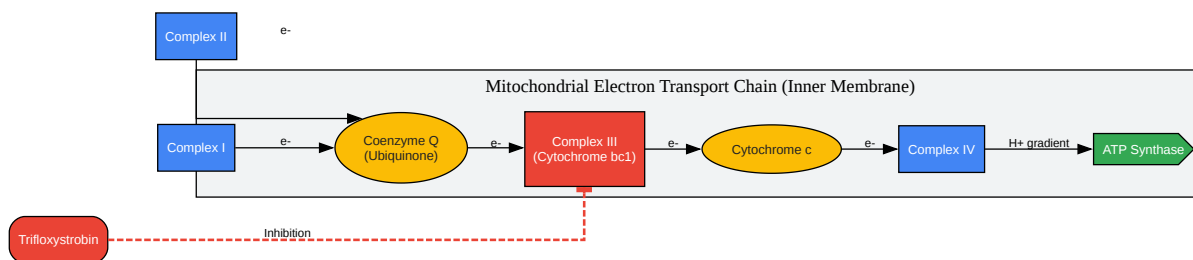 Complex II
e-
Mitochondrial Electron Transport Chain (Inner Membrane)
Complex I
e-
Coenzyme Q
(Ubiquinone)
e-
Complex III
(Cytochrome bc1)
e-
Cytochrome c
e-
Complex IV
H+ gradient
ATP Synthase
Trifloxystrobin
Inhibition